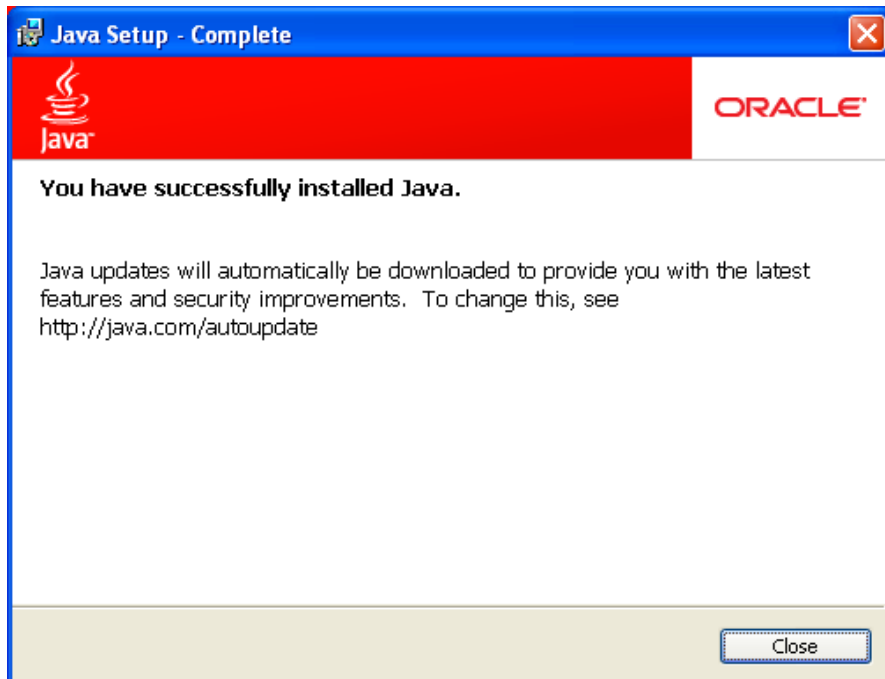 Java Setup - Complete
Java™
ORACLE®
You have successfully installed Java.
Java updates will automatically be downloaded to provide you with the latest
features and security improvements.  To change this, see
http://java.com/autoupdate
Close